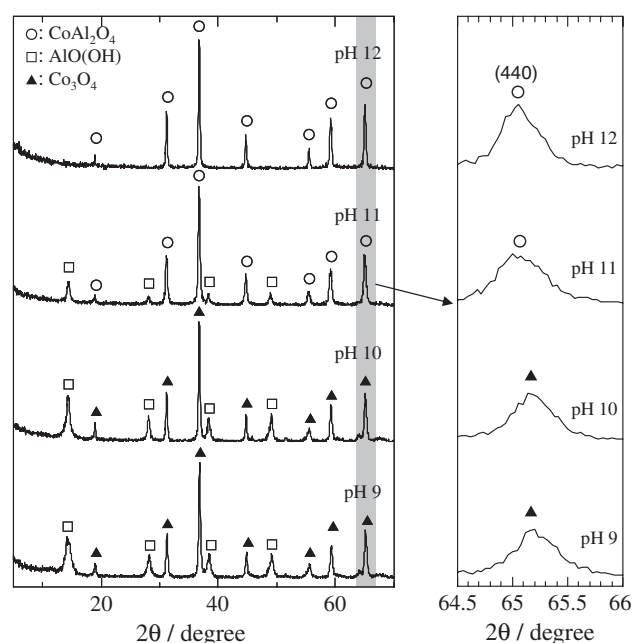 ○: CoAl₂O₄
□: AlO(OH)
▲: Co₃O₄
pH 12
pH 11
pH 10
pH 9
20
40
60
2θ / degree
(440)
pH 12
pH 11
pH 10
pH 9
64.5
65
65.5
66
2θ / degree